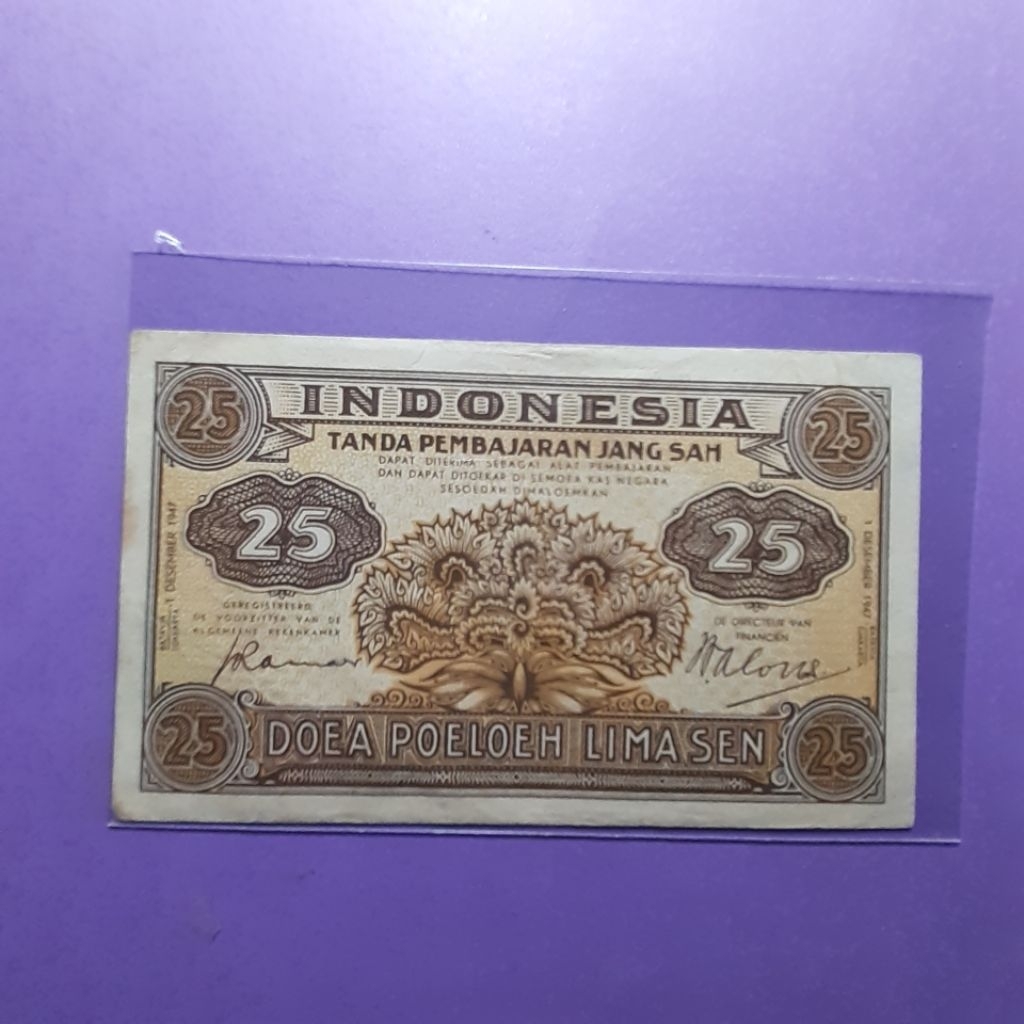 25 INDONESIA 25
TANDA PEMBAJARAN JANG SAH
DAPAT DITERIMA SEBAGAI ALAT PEMBAJARAN
DAN DAPAT DITOEKAR DI SEMOEA KAS NEGARA
SESOEDAH DIMALOEMKAN
25 25
1 DESEMBER 1947
1 DESEMBER 1947
GEREGISTREERD
DE VOORZITTER VAN DE
ALGEMEENE REKENKAMER
DE DIRECTEUR VAN
FINANCIËN
25 DOEA POELOEH LIMA SEN 25